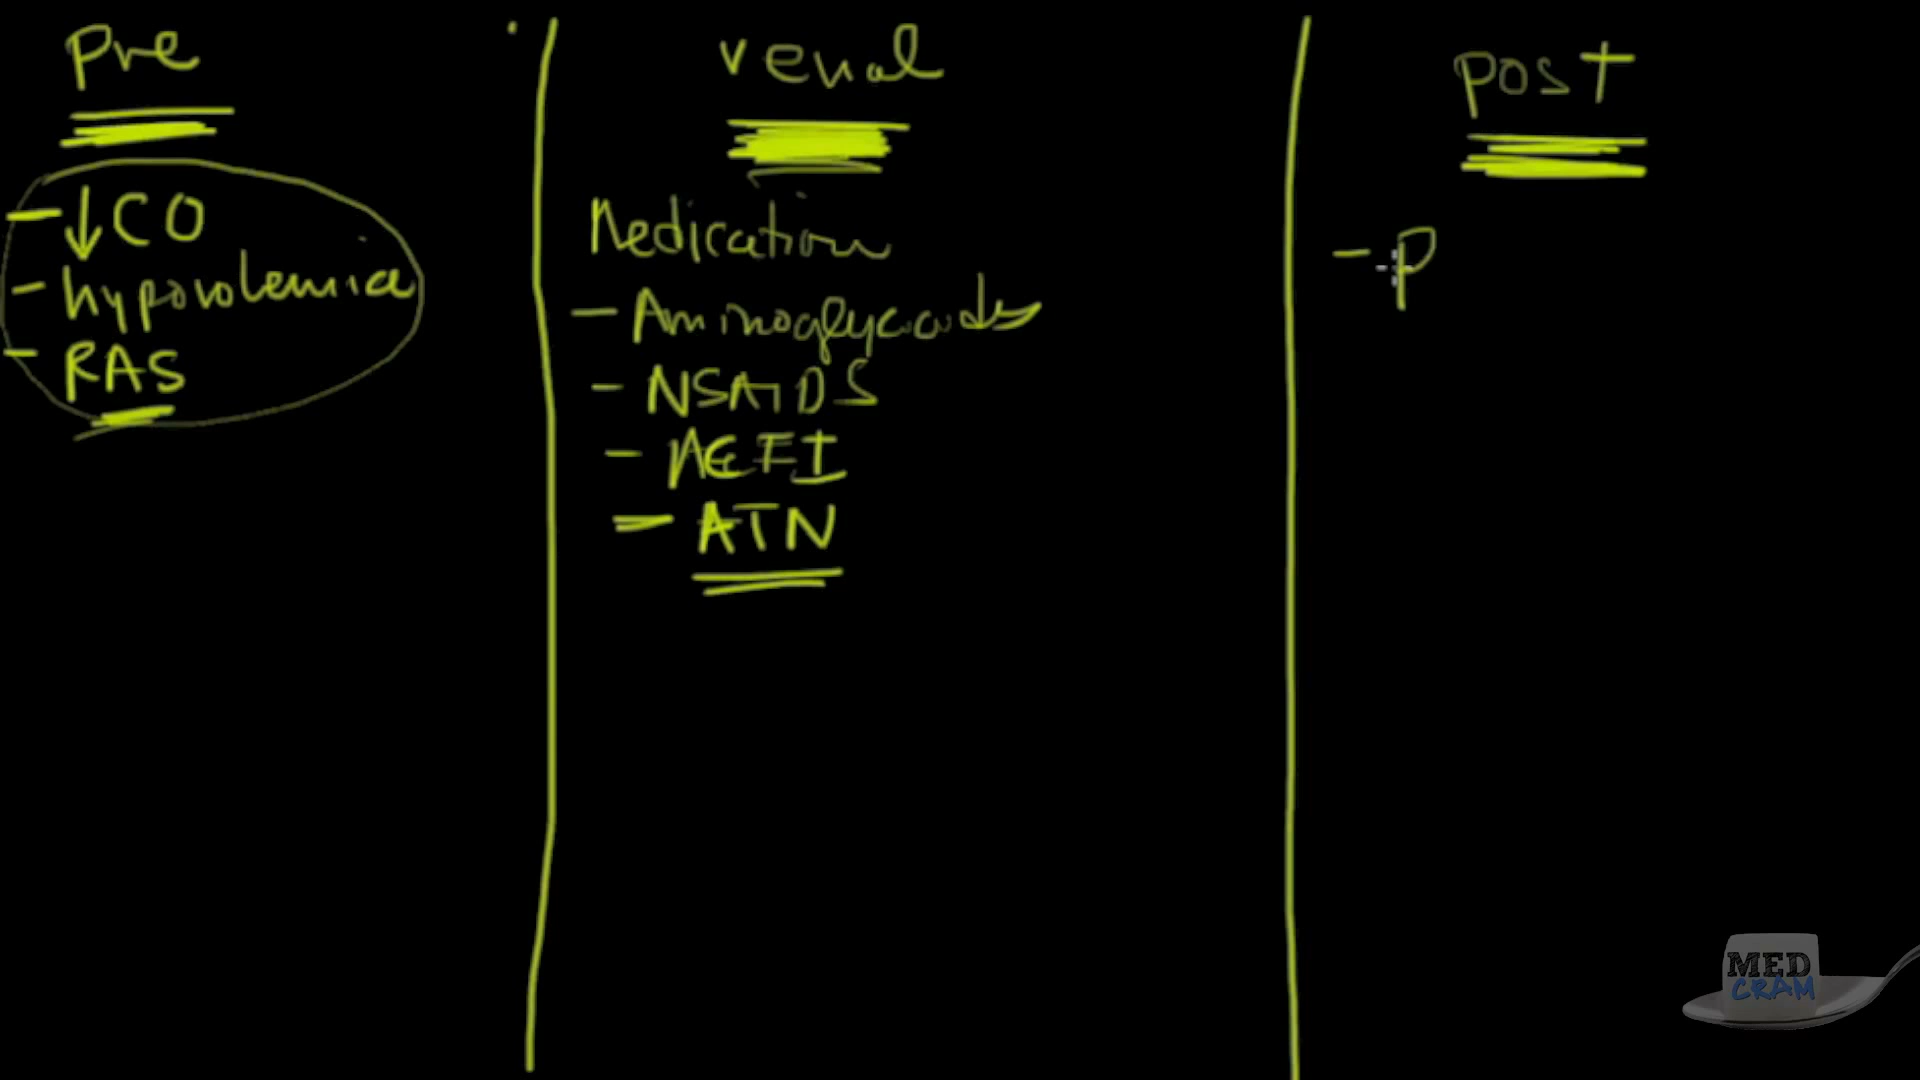 Pre
↓CO
- hypovolemia
- RAS
renal
Medication
- Aminoglycosides
- NSAIDS
- ACEI
- ATN
post
- P
MED
CRAM